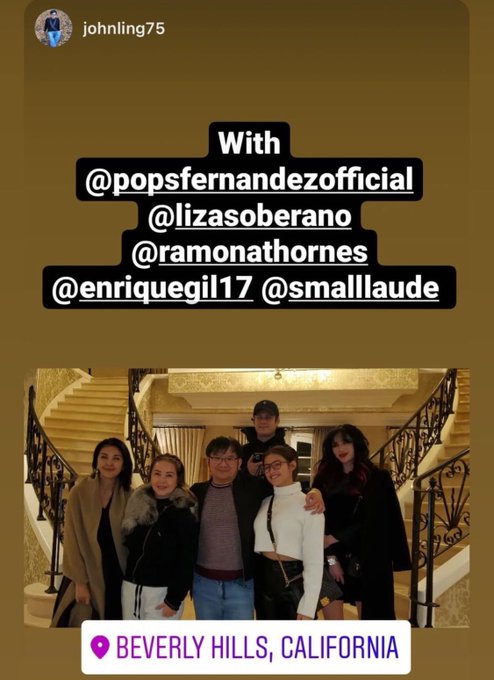 johnling75
With
@popsfernandezofficial
@lizasoberano
@ramonathornes
@enriquegil17 @smalllaude
BEVERLY HILLS, CALIFORNIA